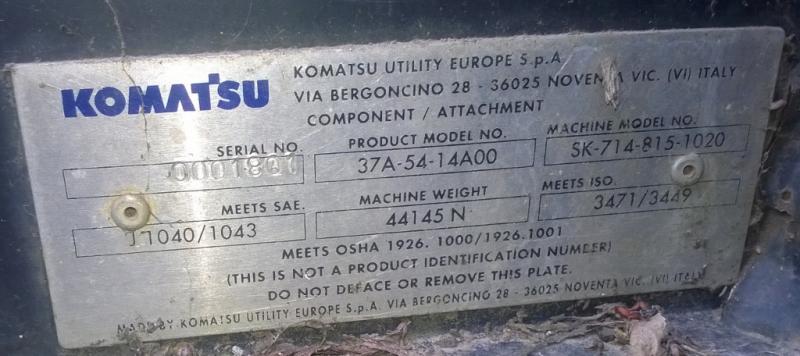 KOMATSU
KOMATSU UTILITY EUROPE S.p.A
VIA BERGONCINO 28 - 36025 NOVENTA VIC. (VI) ITALY
COMPONENT / ATTACHMENT
SERIAL NO. PRODUCT MODEL NO. MACHINE MODEL NO.
37A-54-14A00 SK-714-815-1020
MEETS SAE. MACHINE WEIGHT MEETS ISO.
J1040/1043 44145 N 3471/3449
MEETS OSHA 1926. 1000/1926.1001
(THIS IS NOT A PRODUCT IDENTIFICATION NUMBER)
DO NOT DEFACE OR REMOVE THIS PLATE.
MADE BY KOMATSU UTILITY EUROPE S.p.A. VIA BERGONCINO 28 - 36025 NOVENTA VIC. (VI) ITALY